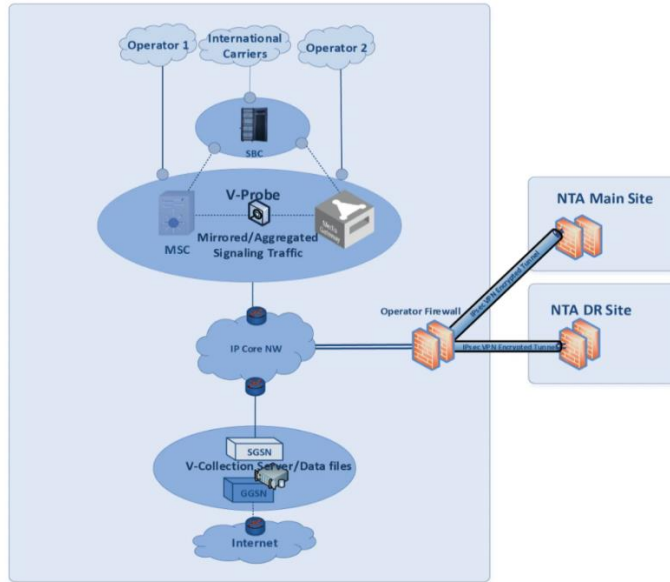 Operator 1
International
Carriers
Operator 2
SBC
V-Probe
MSC
Media
Gateway
Mirrored/Aggregated
Signaling Traffic
NTA Main Site
IPsec VPN Encrypted Tunnel
Operator Firewall
NTA DR Site
IPsec VPN Encrypted Tunnel
IP Core NW
SGSN
V-Collection Server/Data files
GGSN
Internet